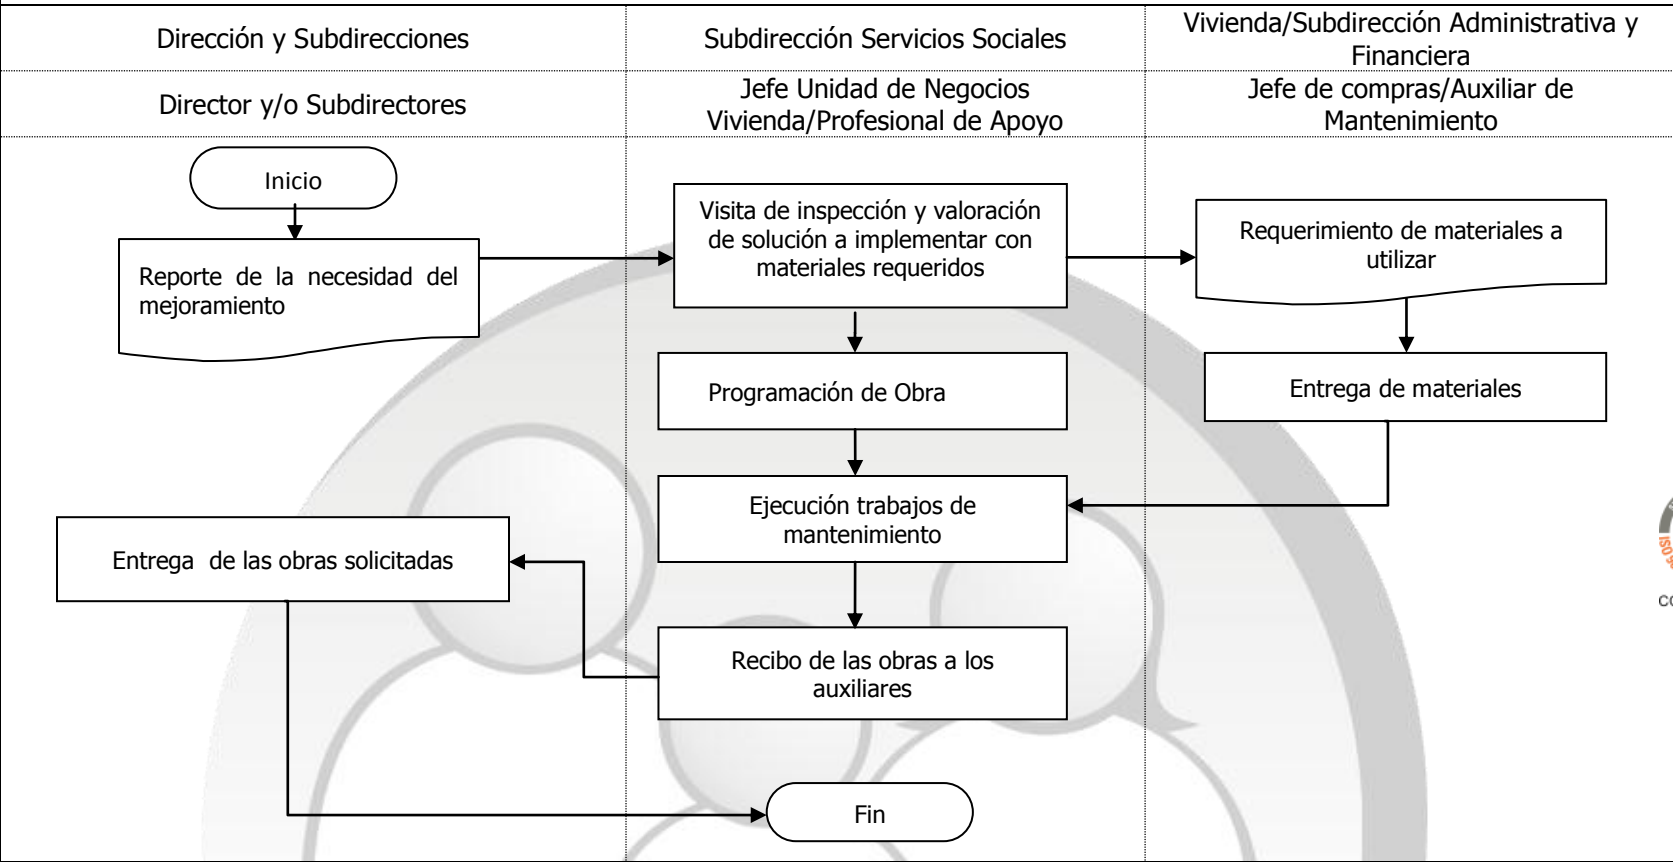 Dirección y Subdirecciones
Subdirección Servicios Sociales
Vivienda/Subdirección Administrativa y
Financiera
Director y/o Subdirectores
Jefe Unidad de Negocios
Vivienda/Profesional de Apoyo
Jefe de compras/Auxiliar de
Mantenimiento
Inicio
Reporte de la necesidad del
mejoramiento
Visita de inspección y valoración
de solución a implementar con
materiales requeridos
Requerimiento de materiales a
utilizar
Programación de Obra
Entrega de materiales
Ejecución trabajos de
mantenimiento
Entrega  de las obras solicitadas
Recibo de las obras a los
auxiliares
Fin